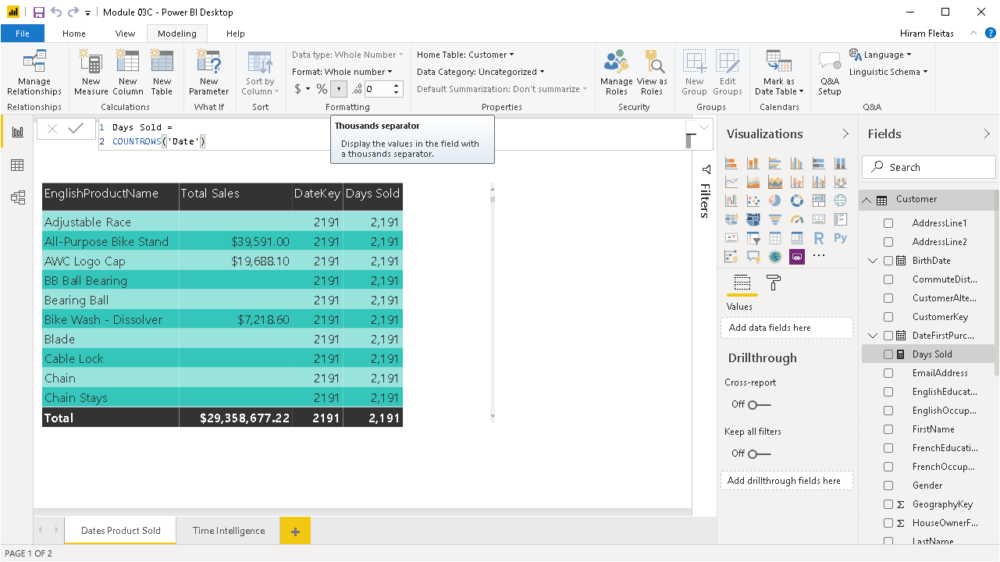 Module 03C - Power BI Desktop
File Home View Modeling Help
Hiram Fleitas
Manage Relationships
Relationships
New Measure
New Column
New Table
Calculations
New Parameter
What If
Sort by Column
Sort
Data type: Whole Number
Format: Whole number
$ % , .00 0
Formatting
Home Table: Customer
Data Category: Uncategorized
Default Summarization: Don't summarize
Properties
Manage Roles
View as Roles
Security
New Group
Edit Groups
Groups
Mark as Date Table
Calendars
Q&A Setup
Language
Linguistic Schema
Q&A
1 Days Sold =
2 COUNTROWS('Date')
Thousands separator
Display the values in the field with
a thousands separator.
EnglishProductName Total Sales DateKey Days Sold
Adjustable Race 2191 2,191
All-Purpose Bike Stand $39,591.00 2191 2,191
AWC Logo Cap $19,688.10 2191 2,191
BB Ball Bearing 2191 2,191
Bearing Ball 2191 2,191
Bike Wash - Dissolver $7,218.60 2191 2,191
Blade 2191 2,191
Cable Lock 2191 2,191
Chain 2191 2,191
Chain Stays 2191 2,191
Total $29,358,677.22 2191 2,191
Filters
Visualizations
R Py
Values
Add data fields here
Drillthrough
Cross-report
Off
Keep all filters
Off
Add drillthrough fields here
Fields
Search
Customer
AddressLine1
AddressLine2
BirthDate
CommuteDist...
CustomerAlte...
CustomerKey
DateFirstPurc...
Days Sold
EmailAddress
EnglishEducat...
EnglishOccup...
FirstName
FrenchEducati...
FrenchOccup...
Gender
GeographyKey
HouseOwnerF...
LastName
Dates Product Sold
Time Intelligence
PAGE 1 OF 2